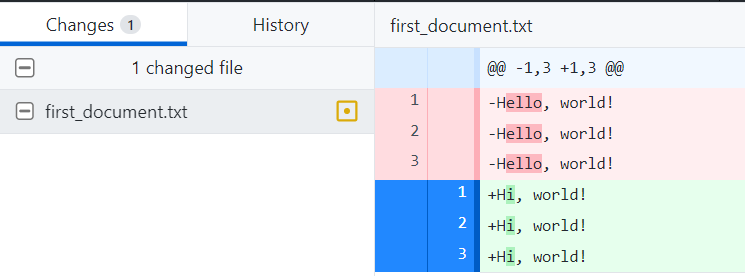 Changes 1 History
1 changed file
first_document.txt
first_document.txt
@@ -1,3 +1,3 @@
1 -Hello, world!
2 -Hello, world!
3 -Hello, world!
1 +Hi, world!
2 +Hi, world!
3 +Hi, world!